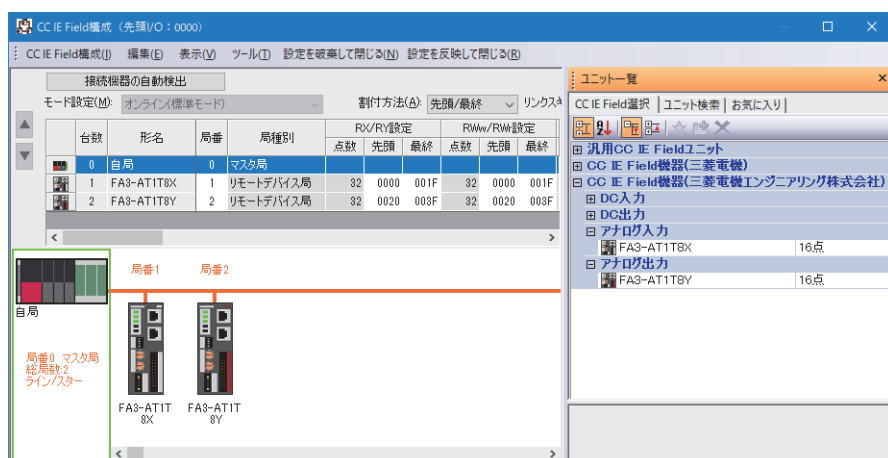 CC IE Field構成 (先頭I/O : 0000)
CC IE Field構成(I) 編集(E) 表示(V) ツール(T) 設定を破棄して閉じる(N) 設定を反映して閉じる(R)
接続機器の自動検出
モード設定(M): オンライン(標準モード) 割付方法(A): 先頭/最終 リンクスキ
台数 形名 局番 局種別 RX/RY設定 RWw/RWr設定
点数 先頭 最終 点数 先頭 最終
0 自局 0 マスタ局
1 FA3-AT1T8X 1 リモートデバイス局 32 0000 001F 32 0000 001F
2 FA3-AT1T8Y 2 リモートデバイス局 32 0020 003F 32 0020 003F
局番1 局番2
自局
局番0 マスタ局
総局数:2
ライン/スター
FA3-AT1T
8X
FA3-AT1T
8Y
ユニット一覧
CC IE Field選択 ユニット検索 お気に入り
汎用CC IE Fieldユニット
CC IE Field機器(三菱電機)
CC IE Field機器(三菱電機エンジニアリング株式会社)
DC入力
DC出力
アナログ入力
FA3-AT1T8X 16点
アナログ出力
FA3-AT1T8Y 16点